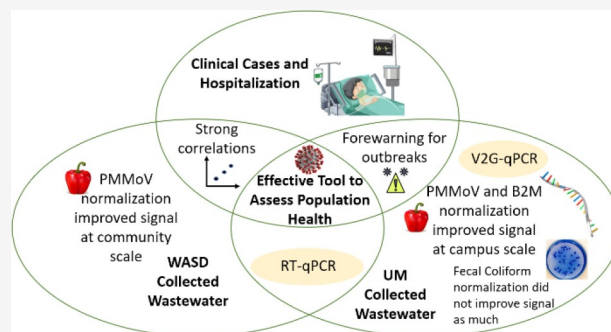 Clinical Cases and
Hospitalization
Strong
correlations
Forewarning for
outbreaks
Effective Tool to
Assess Population
Health
PMMoV
normalization
improved signal
at community
scale
WASD
Collected
Wastewater
RT-qPCR
V2G-qPCR
PMMoV and B2M
normalization
improved signal
at campus scale
Fecal Coliform
normalization did
not improve signal
as much
UM
Collected
Wastewater